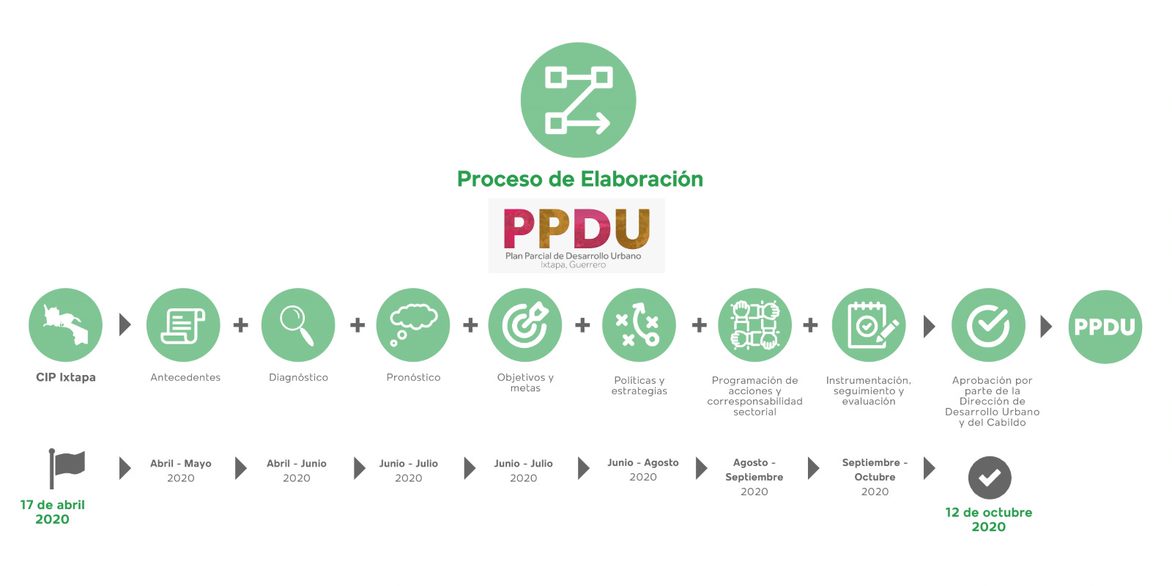 Proceso de Elaboración
PPDU
Plan Parcial de Desarrollo Urbano
Ixtapa, Guerrero
PPDU
CIP Ixtapa
Antecedentes
Diagnóstico
Pronóstico
Objetivos y
metas
Políticas y
estrategias
Programación de
acciones y
corresponsabilidad
sectorial
Instrumentación,
seguimiento y
evaluación
Aprobación por
parte de la
Dirección de
Desarrollo Urbano
y del Cabildo
17 de abril
2020
Abril - Mayo
2020
Abril - Junio
2020
Junio - Julio
2020
Junio - Julio
2020
Junio - Agosto
2020
Agosto -
Septiembre
2020
Septiembre -
Octubre
2020
12 de octubre
2020